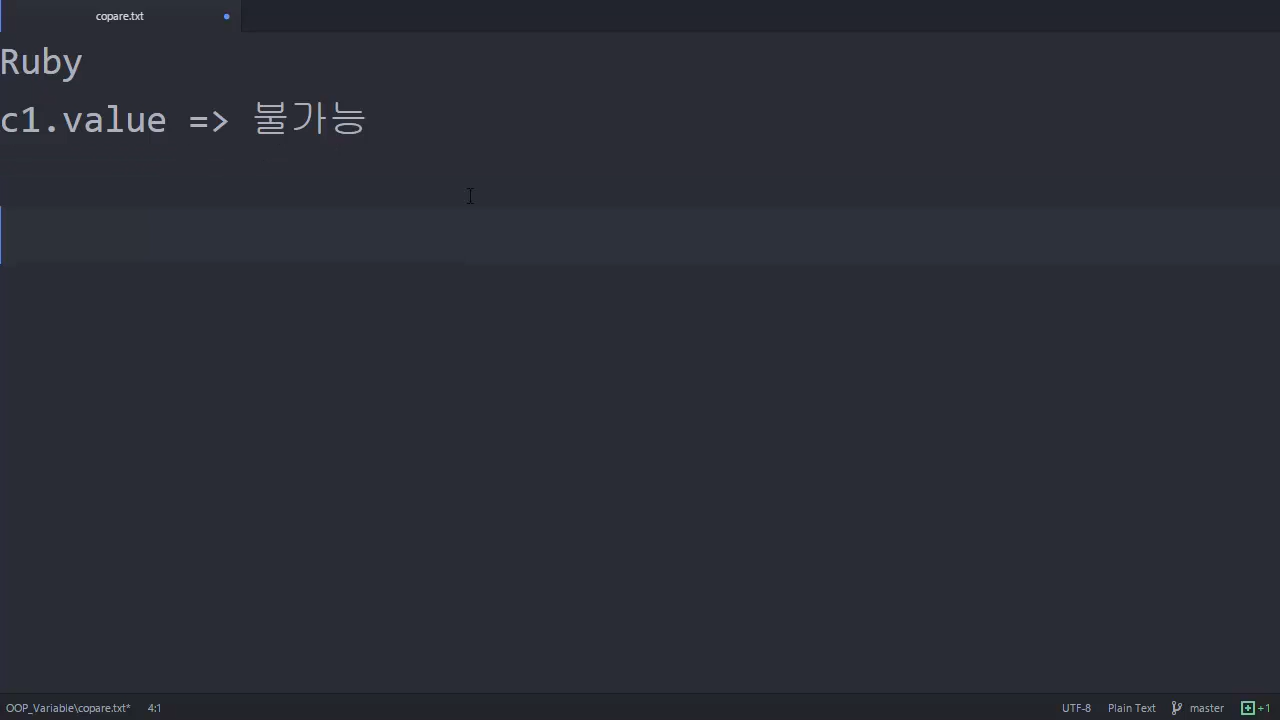 copare.txt
Ruby
c1.value => 불가능
OOP_Variable\copare.txt* 4:1 UTF-8 Plain Text master +1